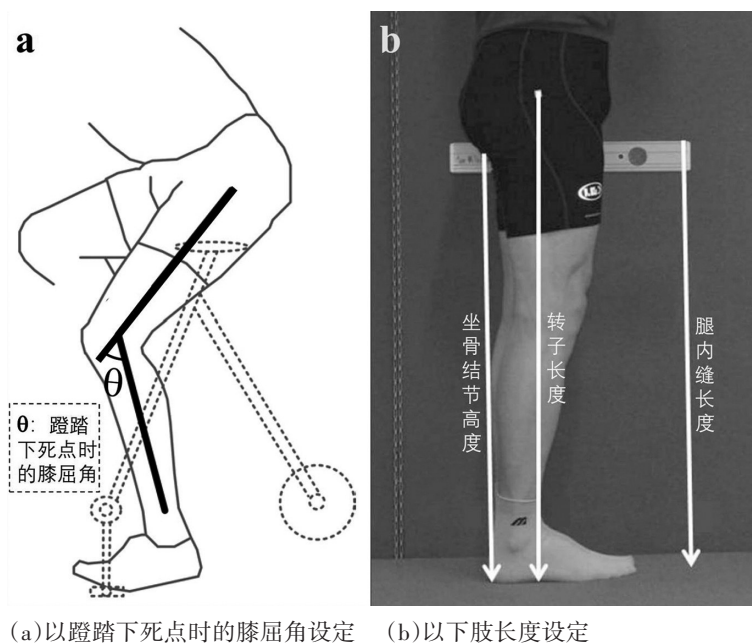 a
θ
θ：蹬踏
下死点时
的膝屈角
b
坐骨结节高度
转子长度
腿内缝长度
(a)以蹬踏下死点时的膝屈角设定
(b)以下肢长度设定